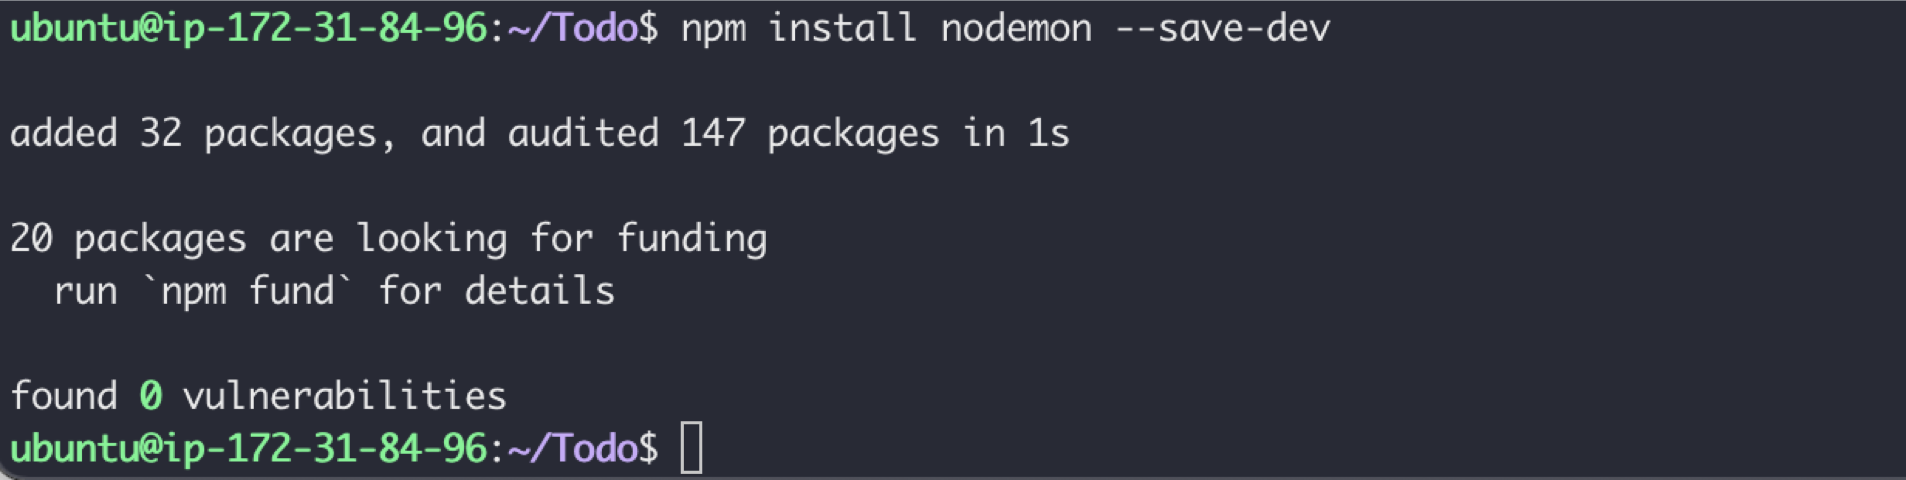 ubuntu@ip-172-31-84-96:~/Todo$ npm install nodemon --save-dev
added 32 packages, and audited 147 packages in 1s
20 packages are looking for funding
  run `npm fund` for details
found 0 vulnerabilities
ubuntu@ip-172-31-84-96:~/Todo$